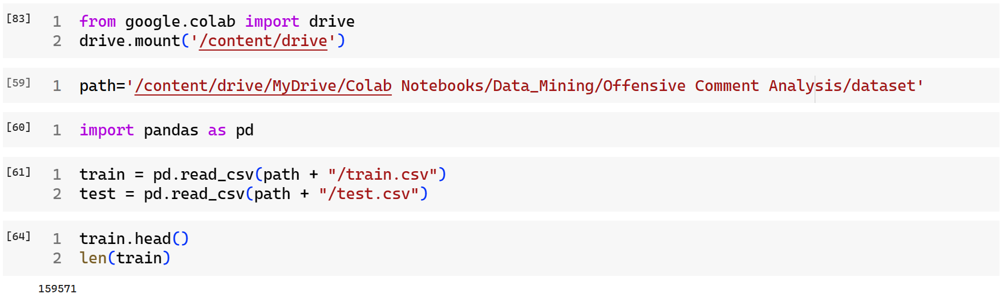 [83] 1 from google.colab import drive
2 drive.mount('/content/drive')
[59] 1 path='/content/drive/MyDrive/Colab Notebooks/Data_Mining/Offensive Comment Analysis/dataset'
[60] 1 import pandas as pd
[61] 1 train = pd.read_csv(path + "/train.csv")
2 test = pd.read_csv(path + "/test.csv")
[64] 1 train.head()
2 len(train)
159571